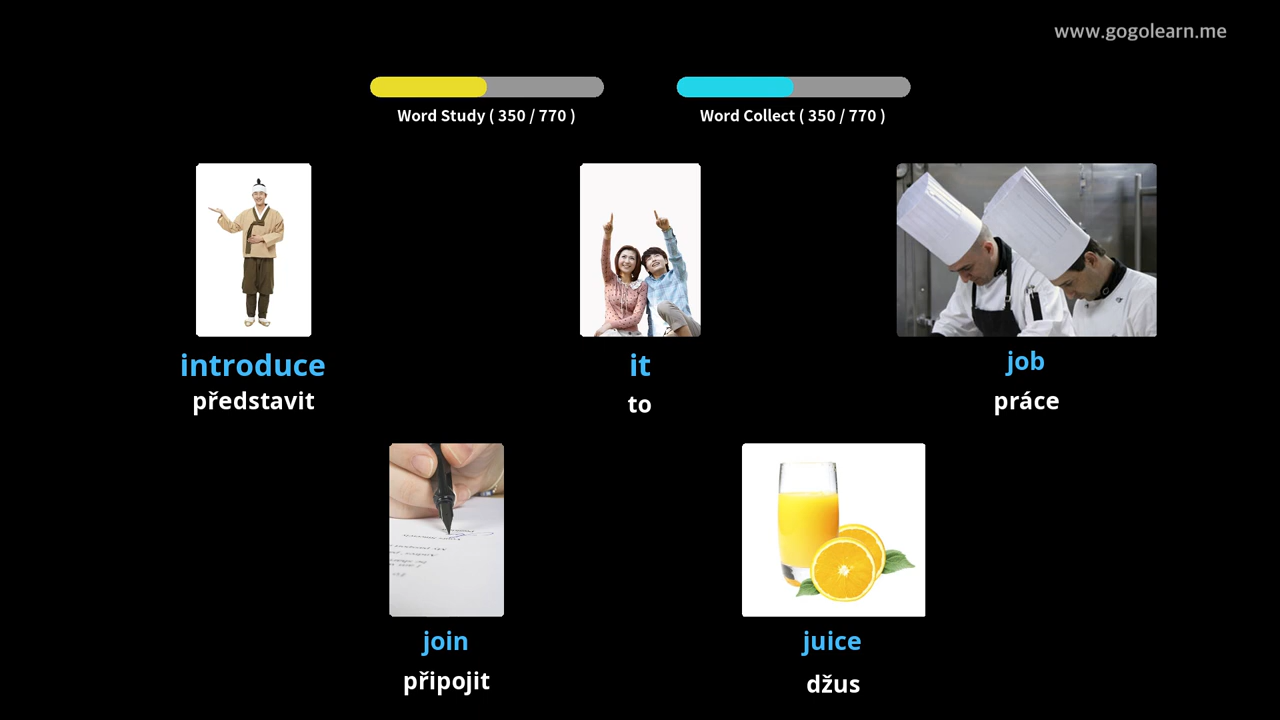 www.gogolearn.me
Word Study ( 350 / 770 )
Word Collect ( 350 / 770 )
introduce
představit
it
to
job
práce
join
připojit
juice
džus